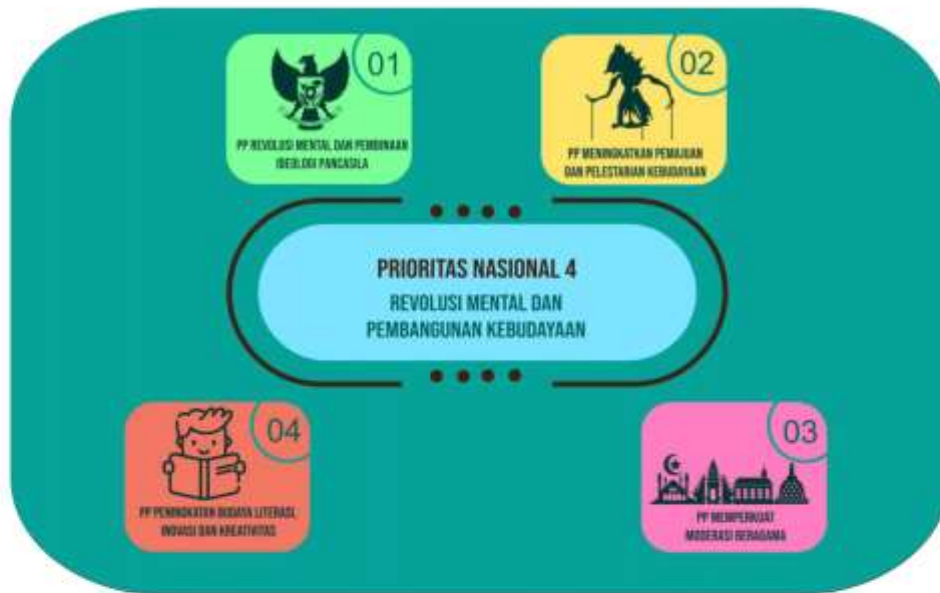 01
PP REVOLUSI MENTAL DAN PEMBINAAN
IDEOLOGI PANCASILA
02
PP MENINGKATKAN PEMAJUAN
DAN PELESTARIAN KEBUDAYAAN
PRIORITAS NASIONAL 4
REVOLUSI MENTAL DAN
PEMBANGUNAN KEBUDAYAAN
04
PP PENINGKATAN BUDAYA LITERASI,
INOVASI DAN KREATIVITAS
03
PP MEMPERKUAT
MODERASI BERAGAMA